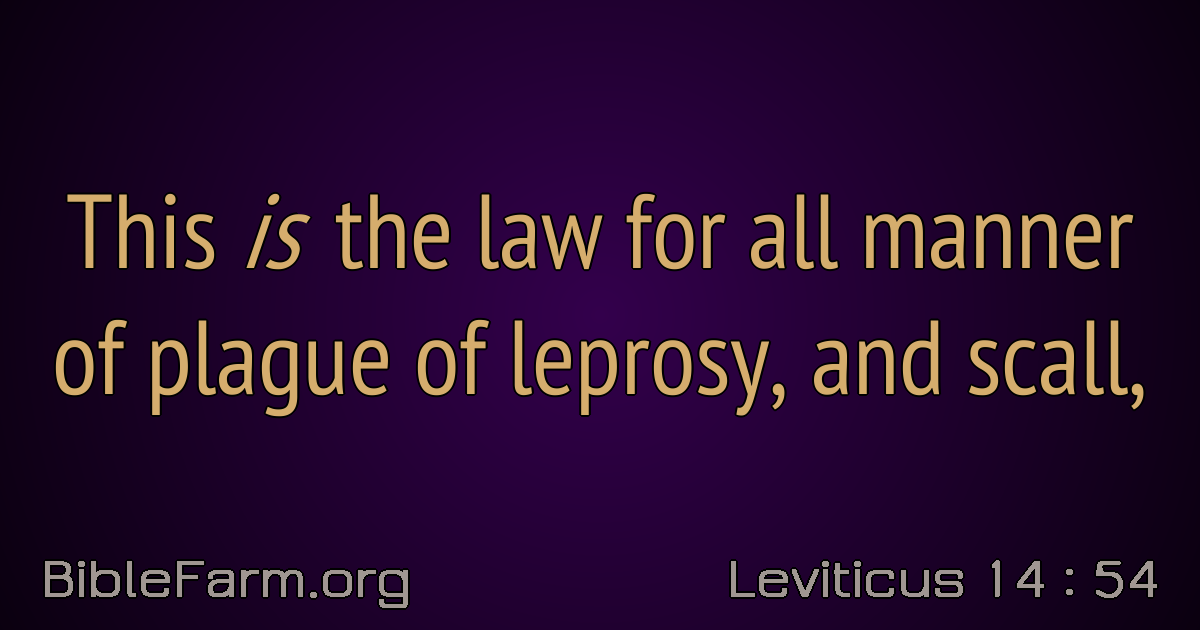 This is the law for all manner
of plague of leprosy, and scall,
BibleFarm.org
Leviticus 14 : 54